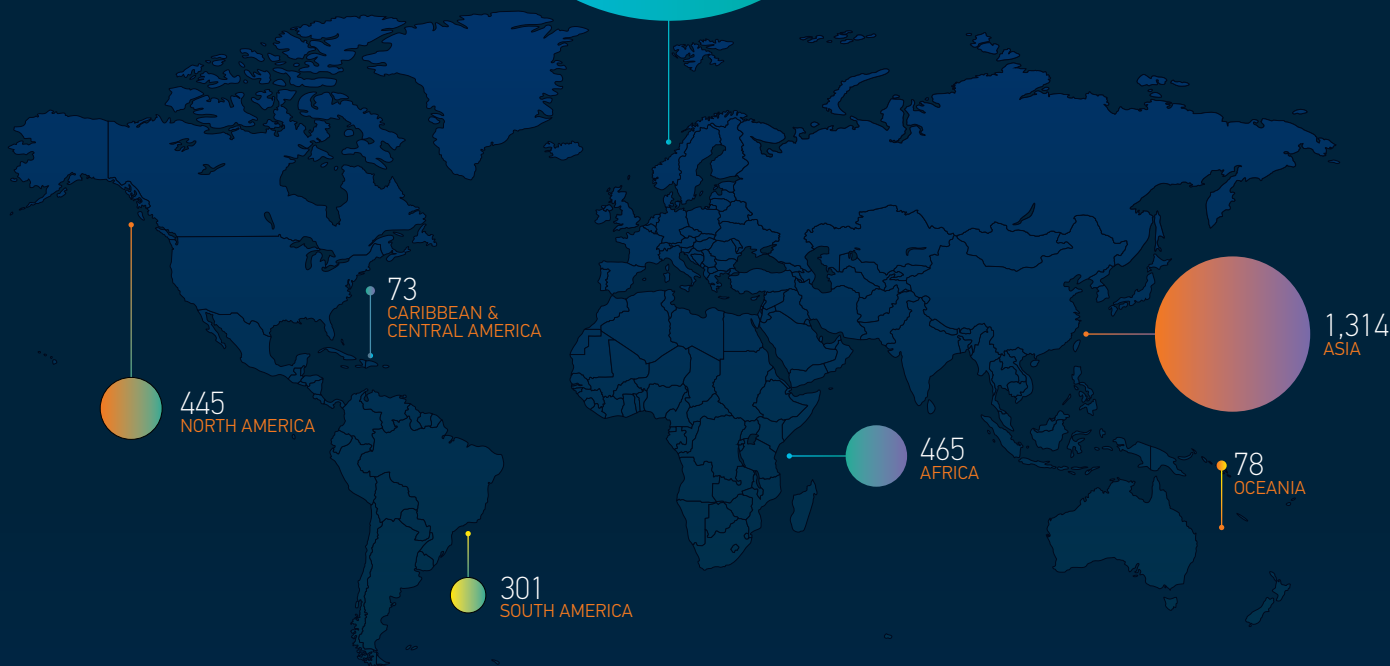 73
CARIBBEAN &
CENTRAL AMERICA
1,314
ASIA
445
NORTH AMERICA
465
AFRICA
78
OCEANIA
301
SOUTH AMERICA